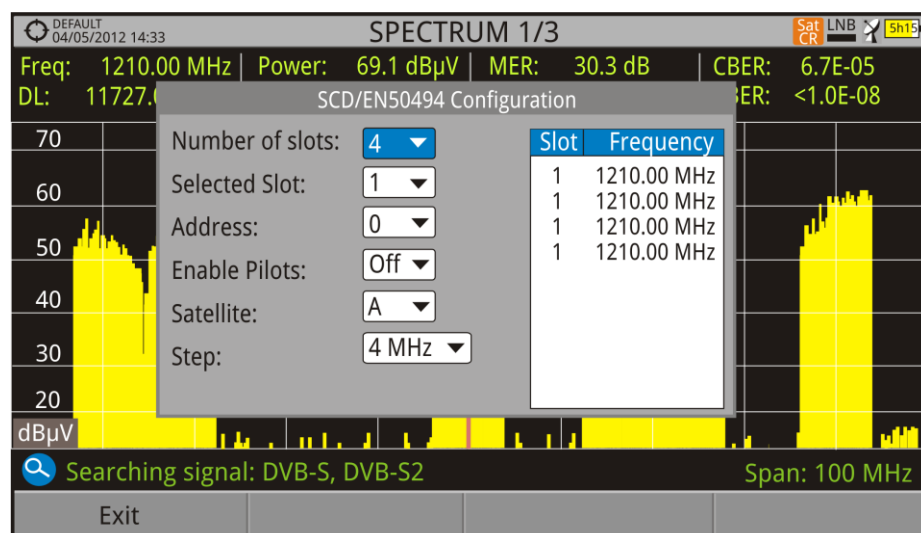 DEFAULT
04/05/2012 14:33
SPECTRUM 1/3
Sat CR
LNB
5h15
Freq: 1210.00 MHz Power: 69.1 dBµV MER: 30.3 dB CBER: 6.7E-05
DL: 11727. BER: <1.0E-08
SCD/EN50494 Configuration
Number of slots: 4
Selected Slot: 1
Address: 0
Enable Pilots: Off
Satellite: A
Step: 4 MHz
Slot Frequency
1 1210.00 MHz
1 1210.00 MHz
1 1210.00 MHz
1 1210.00 MHz
70
60
50
40
30
20
dBµV
Searching signal: DVB-S, DVB-S2 Span: 100 MHz
Exit